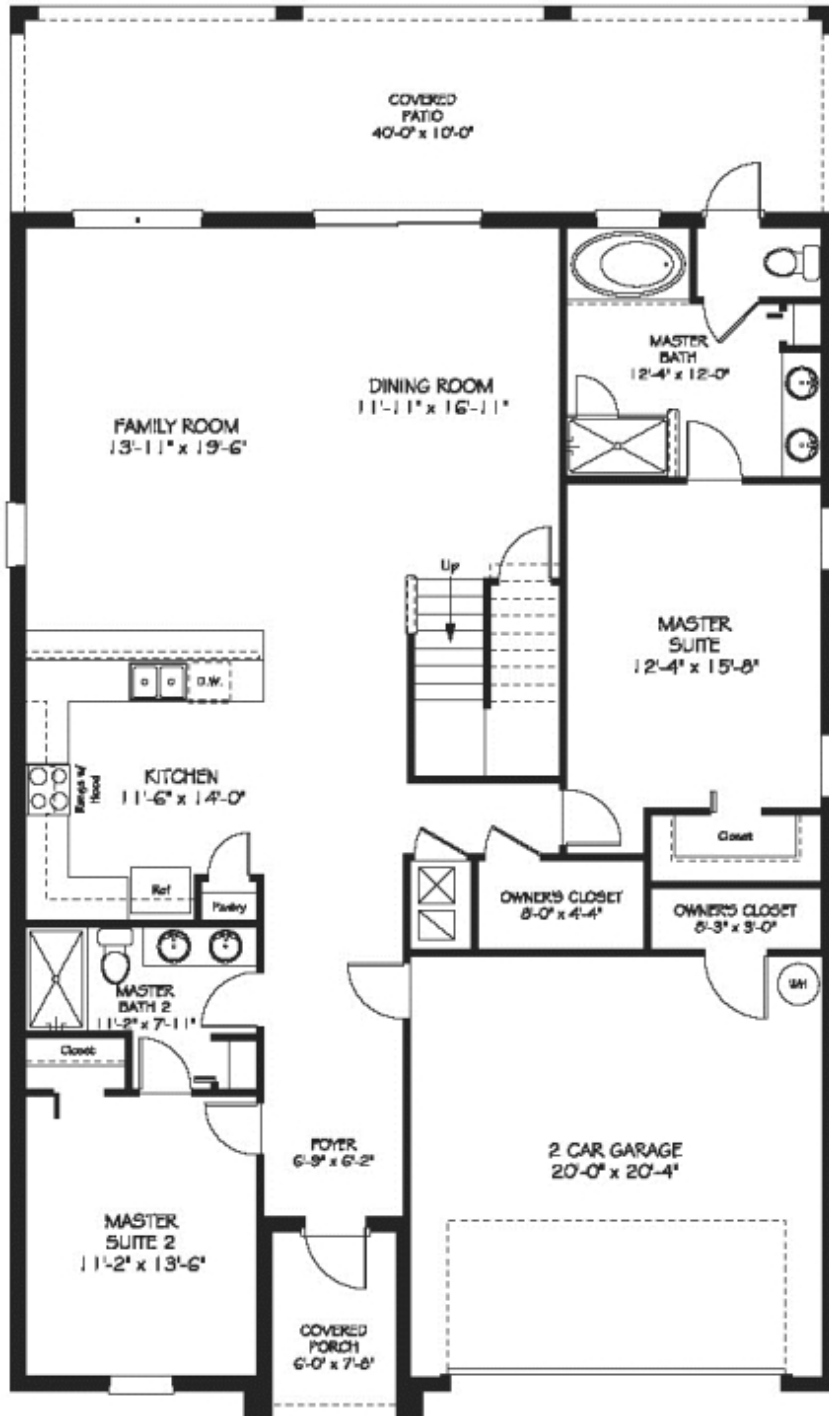 COVERED
PATIO
40'-0" x 10'-0"
MASTER
BATH
12'-4" x 12'-0"
DINING ROOM
11'-11" x 16'-11"
FAMILY ROOM
13'-11" x 19'-6"
Up
MASTER
SUITE
12'-4" x 15'-8"
D.W.
KITCHEN
11'-6" x 14'-0"
Range w/
Hood
Closet
Ref
Pantry
OWNER'S CLOSET
8'-0" x 4'-4"
OWNER'S CLOSET
8'-3" x 3'-0"
WH
MASTER
BATH 2
11'-2" x 7'-11"
Closet
FOYER
6'-9" x 6'-2"
2 CAR GARAGE
20'-0" x 20'-4"
MASTER
SUITE 2
11'-2" x 13'-6"
COVERED
PORCH
6'-0" x 7'-8"